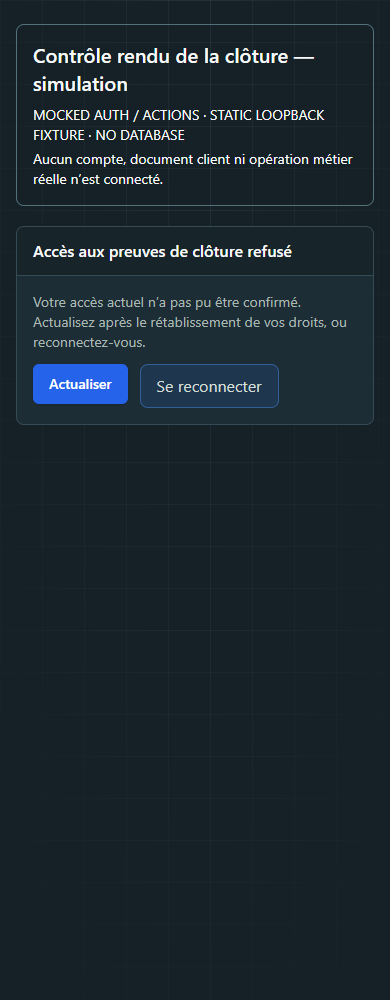 Contrôle rendu de la clôture —
simulation
MOCKED AUTH / ACTIONS · STATIC LOOPBACK
FIXTURE · NO DATABASE
Aucun compte, document client ni opération métier
réelle n’est connecté.
Accès aux preuves de clôture refusé
Votre accès actuel n’a pas pu être confirmé.
Actualisez après le rétablissement de vos droits, ou
reconnectez-vous.
Actualiser
Se reconnecter